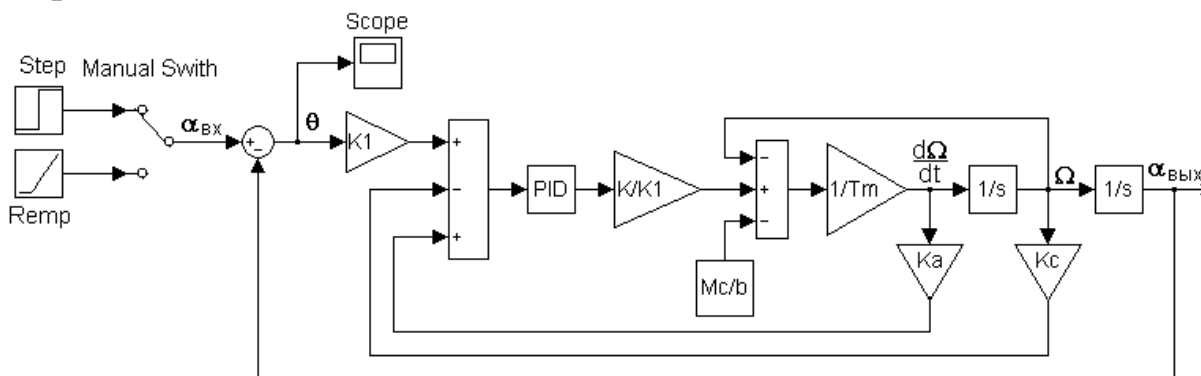 Scope
Step
Manual Swith
αвх
+
−
θ
K1
+
−
+
PID
K/K1
−
+
−
Mc/b
1/Tm
dΩ
dt
1/s
Ω
1/s
αвых
Ka
Kc
Remp